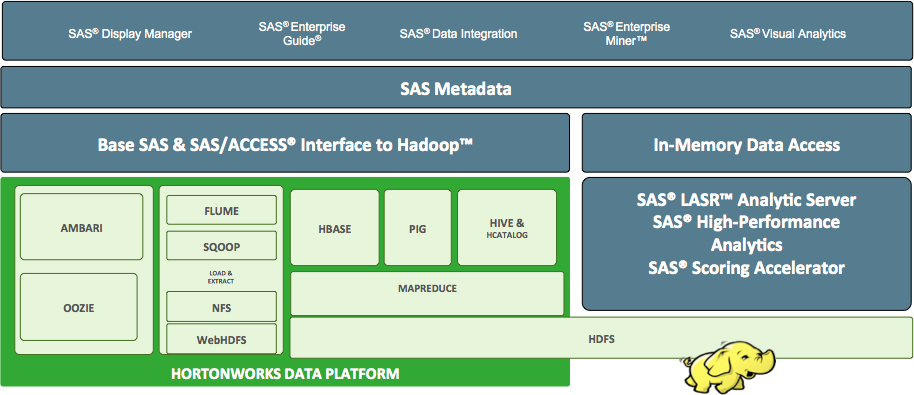 SAS® Display Manager
SAS® Enterprise
Guide®
SAS® Data Integration
SAS® Enterprise
Miner™
SAS® Visual Analytics
SAS Metadata
Base SAS & SAS/ACCESS® Interface to Hadoop™
In-Memory Data Access
AMBARI
OOZIE
FLUME
SQOOP
LOAD &
EXTRACT
NFS
WebHDFS
HBASE
PIG
HIVE &
HCATALOG
MAPREDUCE
SAS® LASR™ Analytic Server
SAS® High-Performance
Analytics
SAS® Scoring Accelerator
HDFS
HORTONWORKS DATA PLATFORM